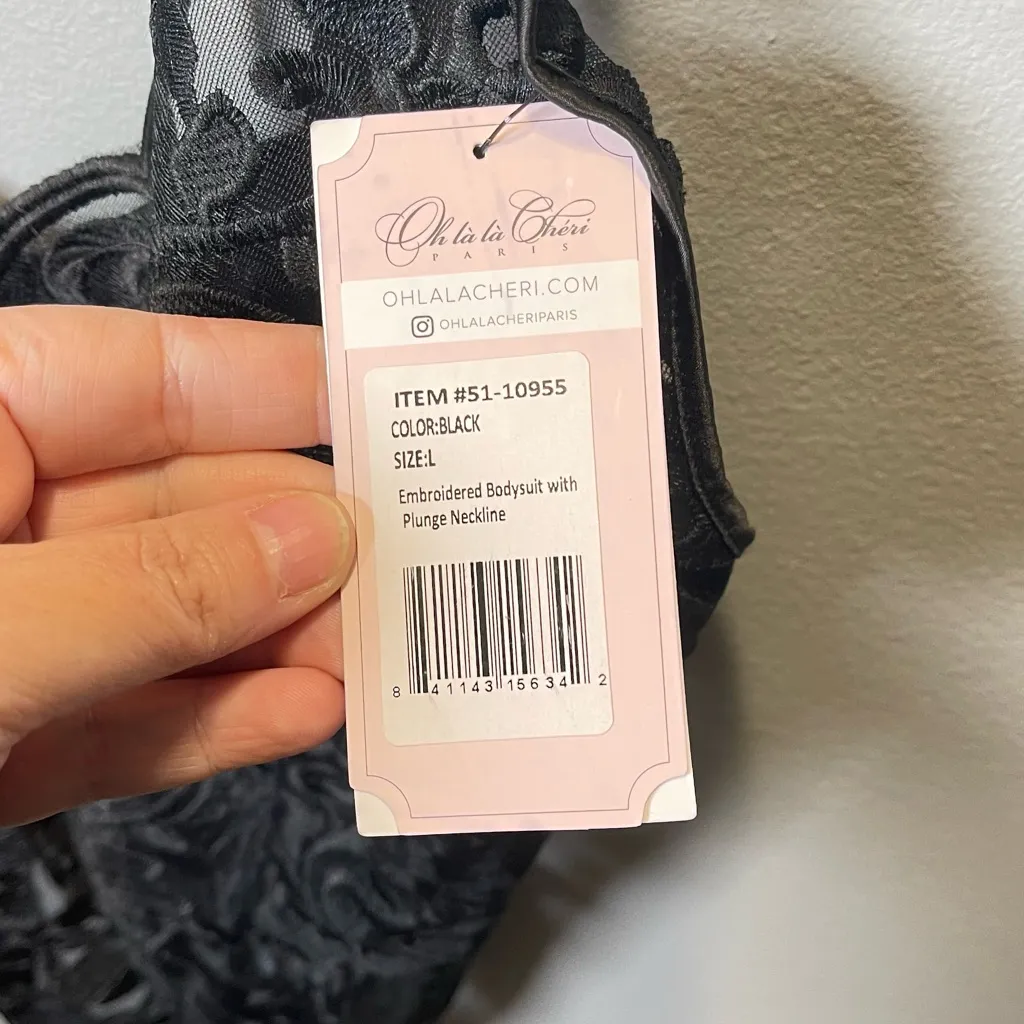 Oh là là Chéri
PARIS
OHLALACHERI.COM
OHLALACHERIPARIS
ITEM #51-10955
COLOR:BLACK
SIZE:L
Embroidered Bodysuit with
Plunge Neckline
8 41143 15634 2